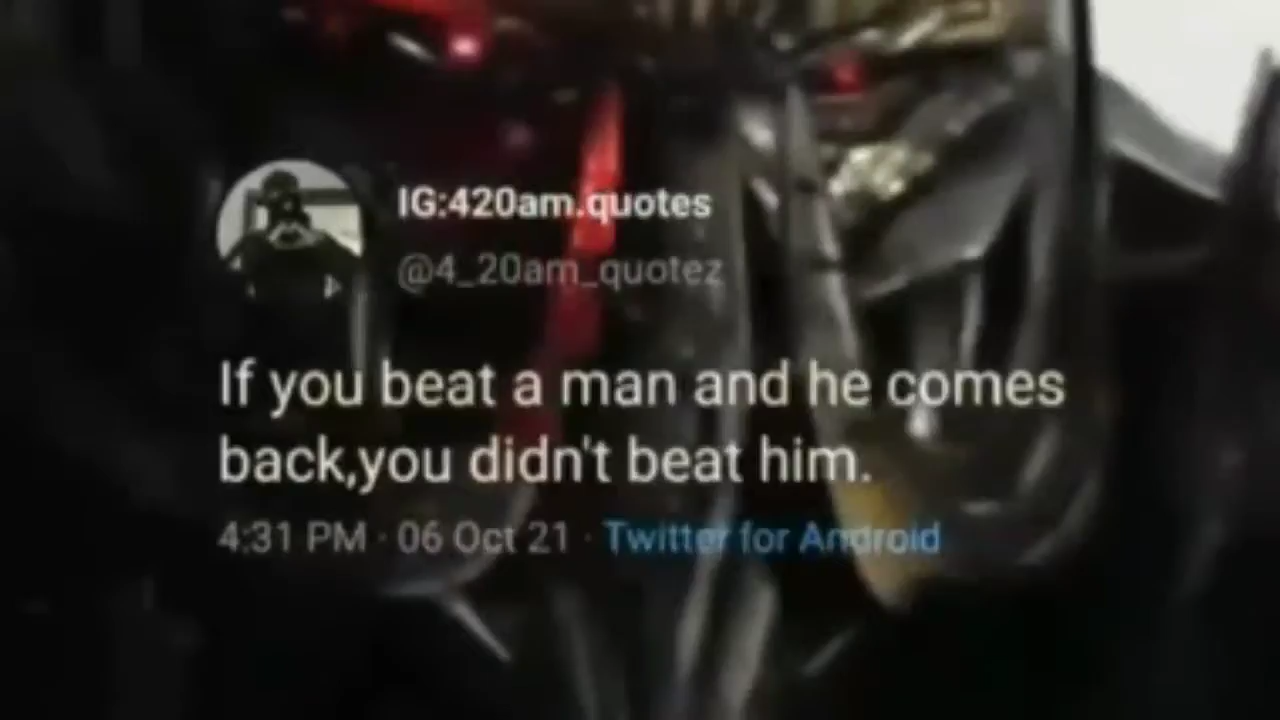 IG:420am.quotes
@4_20am_quotez
If you beat a man and he comes
back,you didn't beat him.
4:31 PM · 06 Oct 21 · Twitter for Android